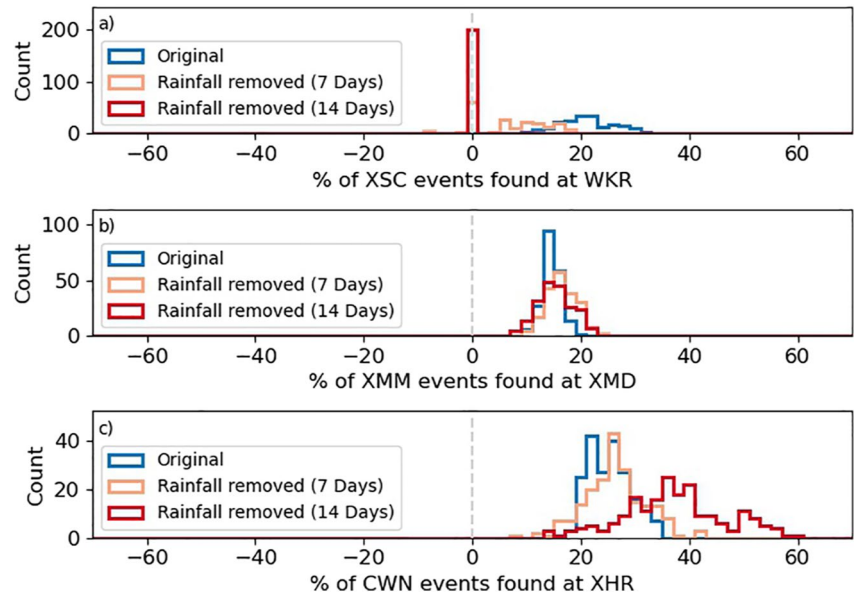 a)
200
100
0
Count
Original
Rainfall removed (7 Days)
Rainfall removed (14 Days)
−60 −40 −20 0 20 40 60
% of XSC events found at WKR
b)
100
50
0
Count
Original
Rainfall removed (7 Days)
Rainfall removed (14 Days)
−60 −40 −20 0 20 40 60
% of XMM events found at XMD
c)
40
20
0
Count
Original
Rainfall removed (7 Days)
Rainfall removed (14 Days)
−60 −40 −20 0 20 40 60
% of CWN events found at XHR